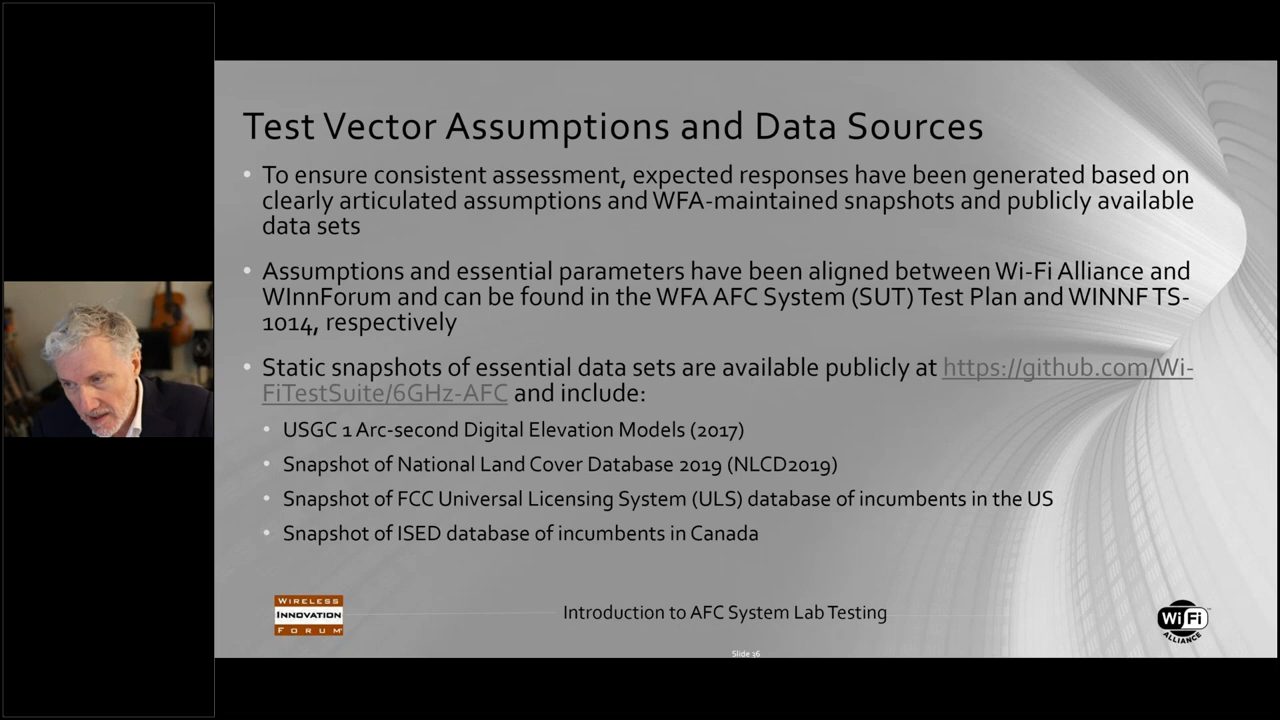 Test Vector Assumptions and Data Sources
• To ensure consistent assessment, expected responses have been generated based on
clearly articulated assumptions and WFA-maintained snapshots and publicly available
data sets
• Assumptions and essential parameters have been aligned between Wi-Fi Alliance and
WInnForum and can be found in the WFA AFC System (SUT) Test Plan and WINNF TS-
1014, respectively
• Static snapshots of essential data sets are available publicly at https://github.com/Wi-
FiTestSuite/6GHz-AFC and include:
• USGC 1 Arc-second Digital Elevation Models (2017)
• Snapshot of National Land Cover Database 2019 (NLCD2019)
• Snapshot of FCC Universal Licensing System (ULS) database of incumbents in the US
• Snapshot of ISED database of incumbents in Canada
WIRELESS
INNOVATION
FORUM
Introduction to AFC System Lab Testing
Wi Fi
ALLIANCE
Slide 36